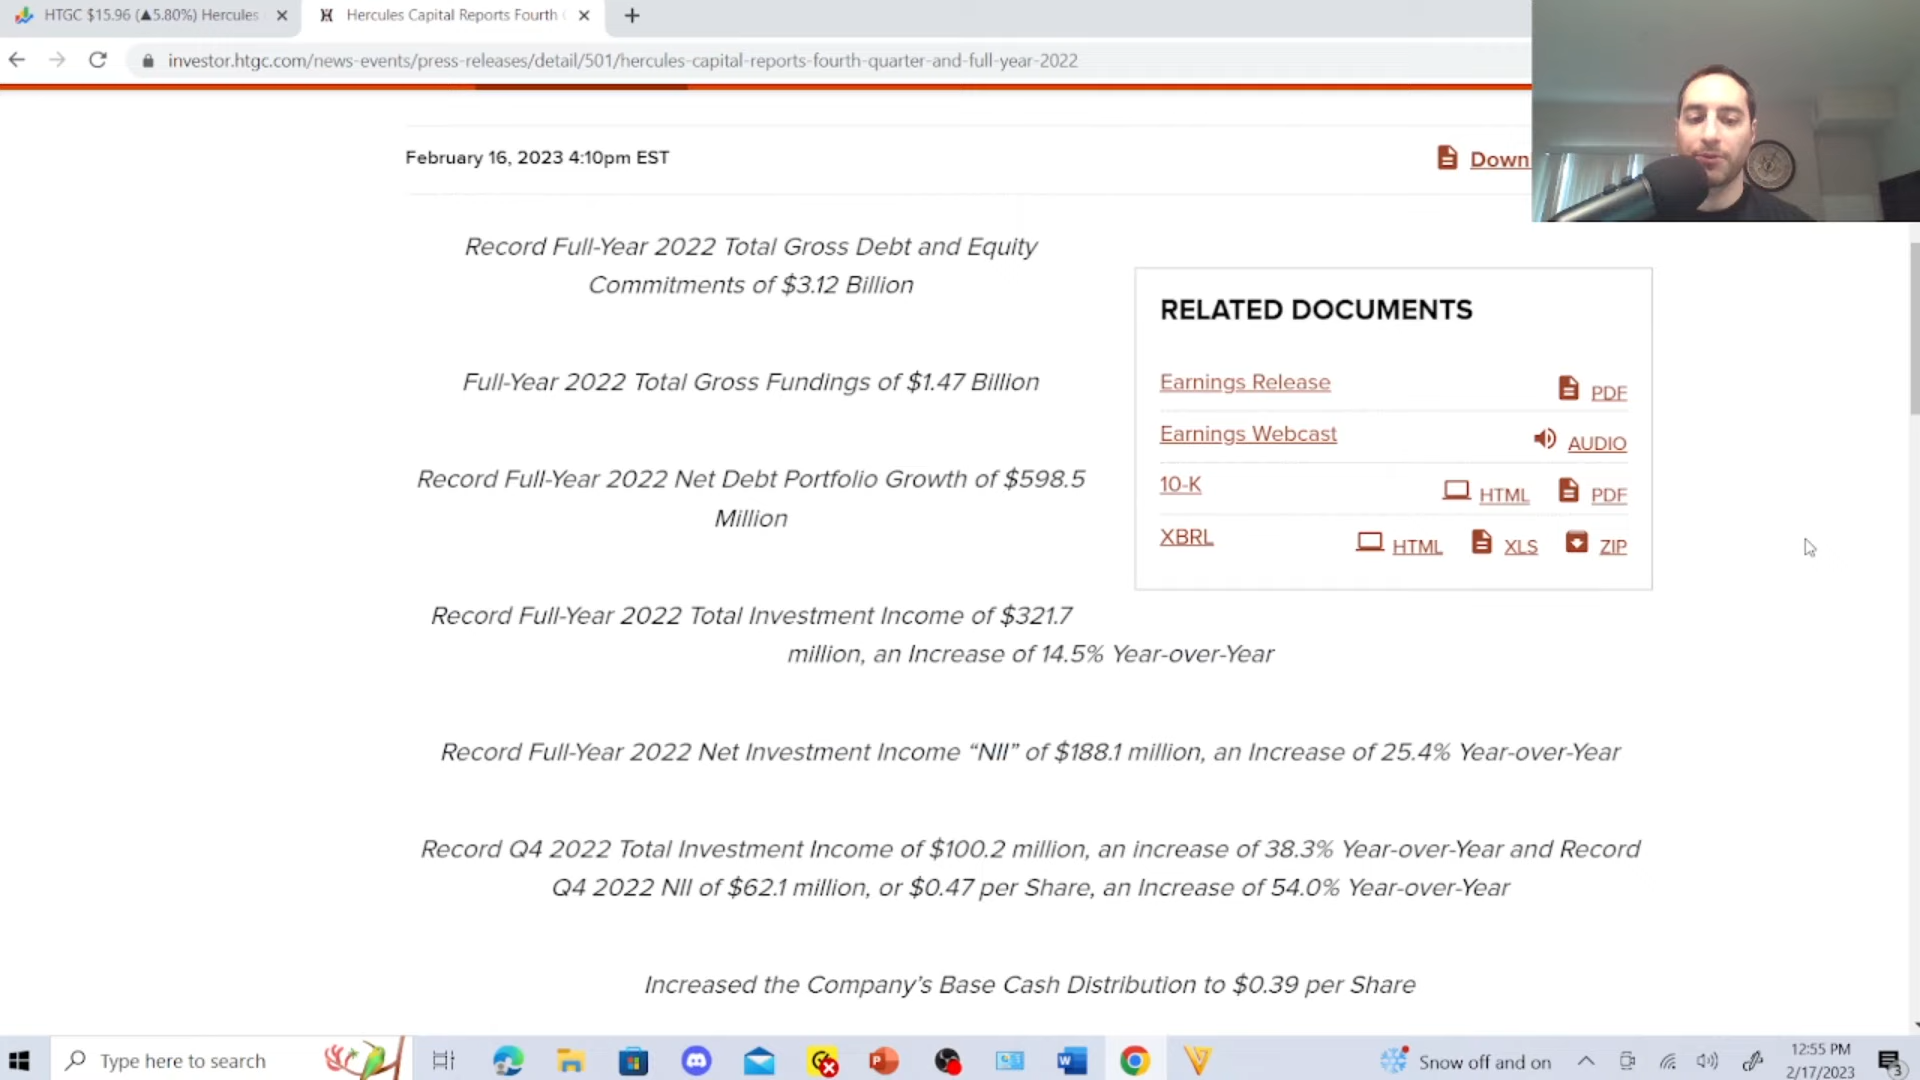 HTGC $15.96 (▲5.80%) Hercules
Hercules Capital Reports Fourth
investor.htgc.com/news-events/press-releases/detail/501/hercules-capital-reports-fourth-quarter-and-full-year-2022
February 16, 2023 4:10pm EST
Down
Record Full-Year 2022 Total Gross Debt and Equity
Commitments of $3.12 Billion
Full-Year 2022 Total Gross Fundings of $1.47 Billion
Record Full-Year 2022 Net Debt Portfolio Growth of $598.5
Million
RELATED DOCUMENTS
Earnings Release PDF
Earnings Webcast AUDIO
10-K HTML PDF
XBRL HTML XLS ZIP
Record Full-Year 2022 Total Investment Income of $321.7
million, an Increase of 14.5% Year-over-Year
Record Full-Year 2022 Net Investment Income “NII” of $188.1 million, an Increase of 25.4% Year-over-Year
Record Q4 2022 Total Investment Income of $100.2 million, an increase of 38.3% Year-over-Year and Record
Q4 2022 NII of $62.1 million, or $0.47 per Share, an Increase of 54.0% Year-over-Year
Increased the Company’s Base Cash Distribution to $0.39 per Share
Type here to search
Snow off and on
12:55 PM
2/17/2023
3